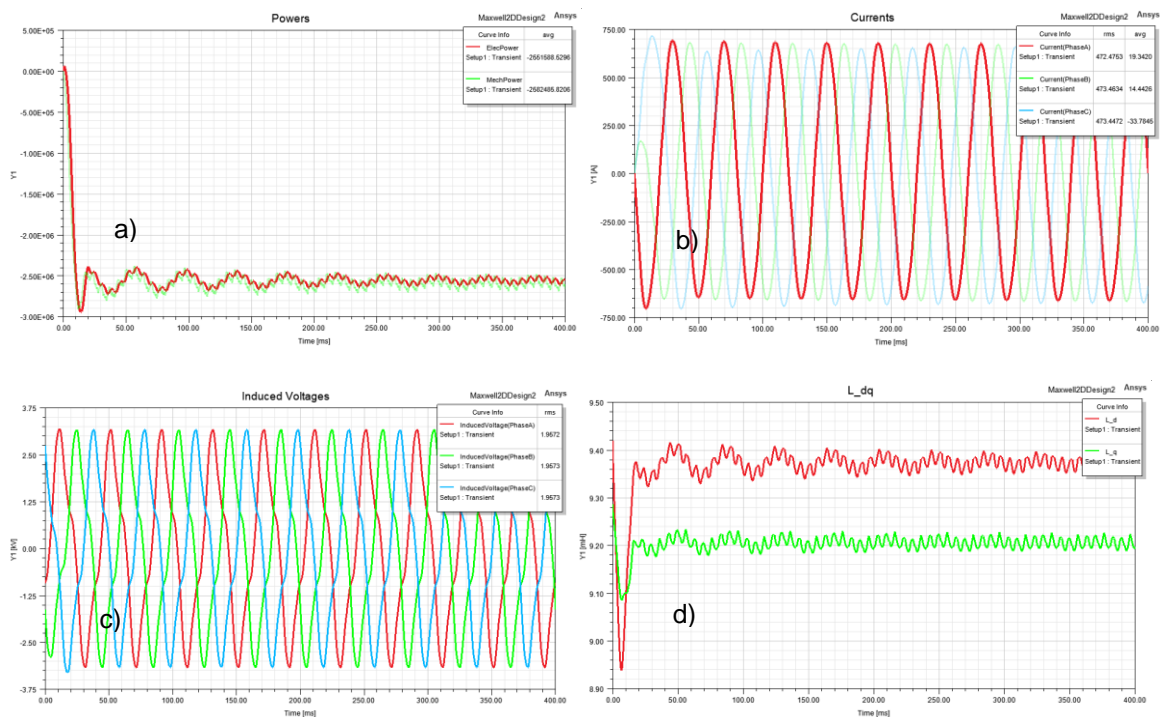 Powers
Maxwell2DDesign2 Ansys
Curve Info avg
ElecPower
Setup1 : Transient -2561588.6296
MechPower
Setup1 : Transient -2682485.8206
Y1
5.00E+05
0.00E+00
-5.00E+05
-1.00E+06
-1.50E+06
-2.00E+06
-2.50E+06
-3.00E+06
a)
0.00 50.00 100.00 150.00 200.00 250.00 300.00 350.00 400.00
Time [ms]
Currents
Maxwell2DDesign2 Ansys
Curve Info rms avg
Current(PhaseA)
Setup1 : Transient 472.4753 19.3420
Current(PhaseB)
Setup1 : Transient 473.4634 14.4426
Current(PhaseC)
Setup1 : Transient 473.4472 -33.7846
Y1 [A]
750.00
500.00
250.00
0.00
-250.00
-500.00
-750.00
b)
0.00 50.00 100.00 150.00 200.00 250.00 300.00 350.00 400.00
Time [ms]
Induced Voltages
Maxwell2DDesign2 Ansys
Curve Info rms
InducedVoltage(PhaseA)
Setup1 : Transient 1.9672
InducedVoltage(PhaseB)
Setup1 : Transient 1.9673
InducedVoltage(PhaseC)
Setup1 : Transient 1.9573
Y1 [kV]
3.75
2.50
1.25
0.00
-1.25
-2.50
-3.75
c)
0.00 50.00 100.00 150.00 200.00 250.00 300.00 350.00 400.00
Time [ms]
L_dq
Maxwell2DDesign2 Ansys
Curve Info
L_d
Setup1 : Transient
L_q
Setup1 : Transient
Y1 [mH]
9.50
9.40
9.30
9.20
9.10
9.00
8.90
d)
0.00 50.00 100.00 150.00 200.00 250.00 300.00 350.00 400.00
Time [ms]